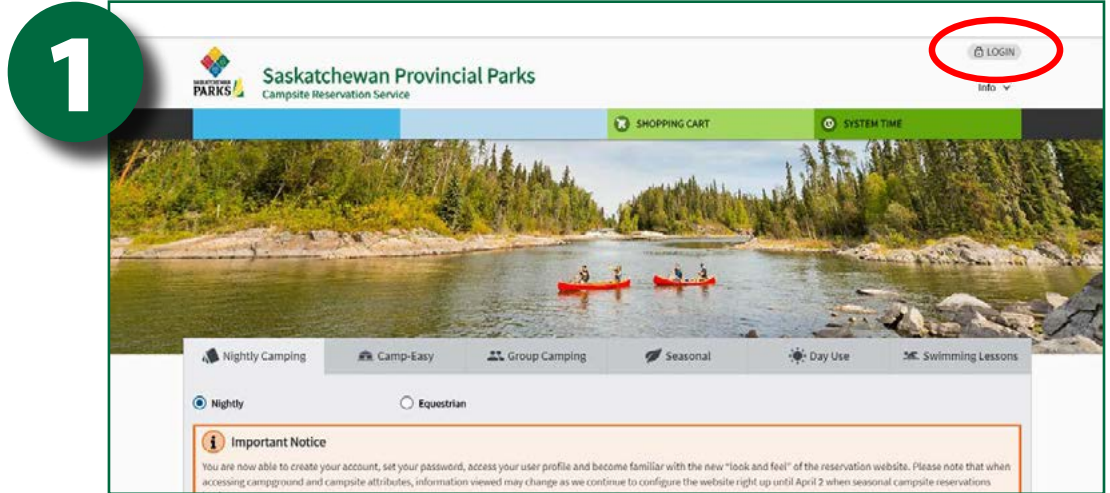 1
LOGIN
Saskatchewan Provincial Parks
PARKS
Campsite Reservation Service
Info
SHOPPING CART
SYSTEM TIME
Nightly Camping
Camp-Easy
Group Camping
Seasonal
Day Use
Swimming Lessons
Nightly
Equestrian
i Important Notice
You are now able to create your account, set your password, access your user profile and become familiar with the new "look and feel" of the reservation website. Please note that when
accessing campground and campsite attributes, information viewed may change as we continue to configure the website right up until April 2 when seasonal campsite reservations